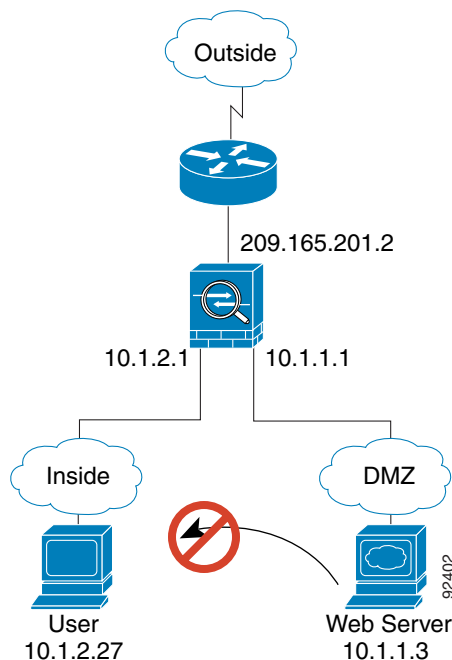 Outside
209.165.201.2
10.1.2.1
10.1.1.1
Inside
DMZ
User
10.1.2.27
Web Server
10.1.1.3
92402